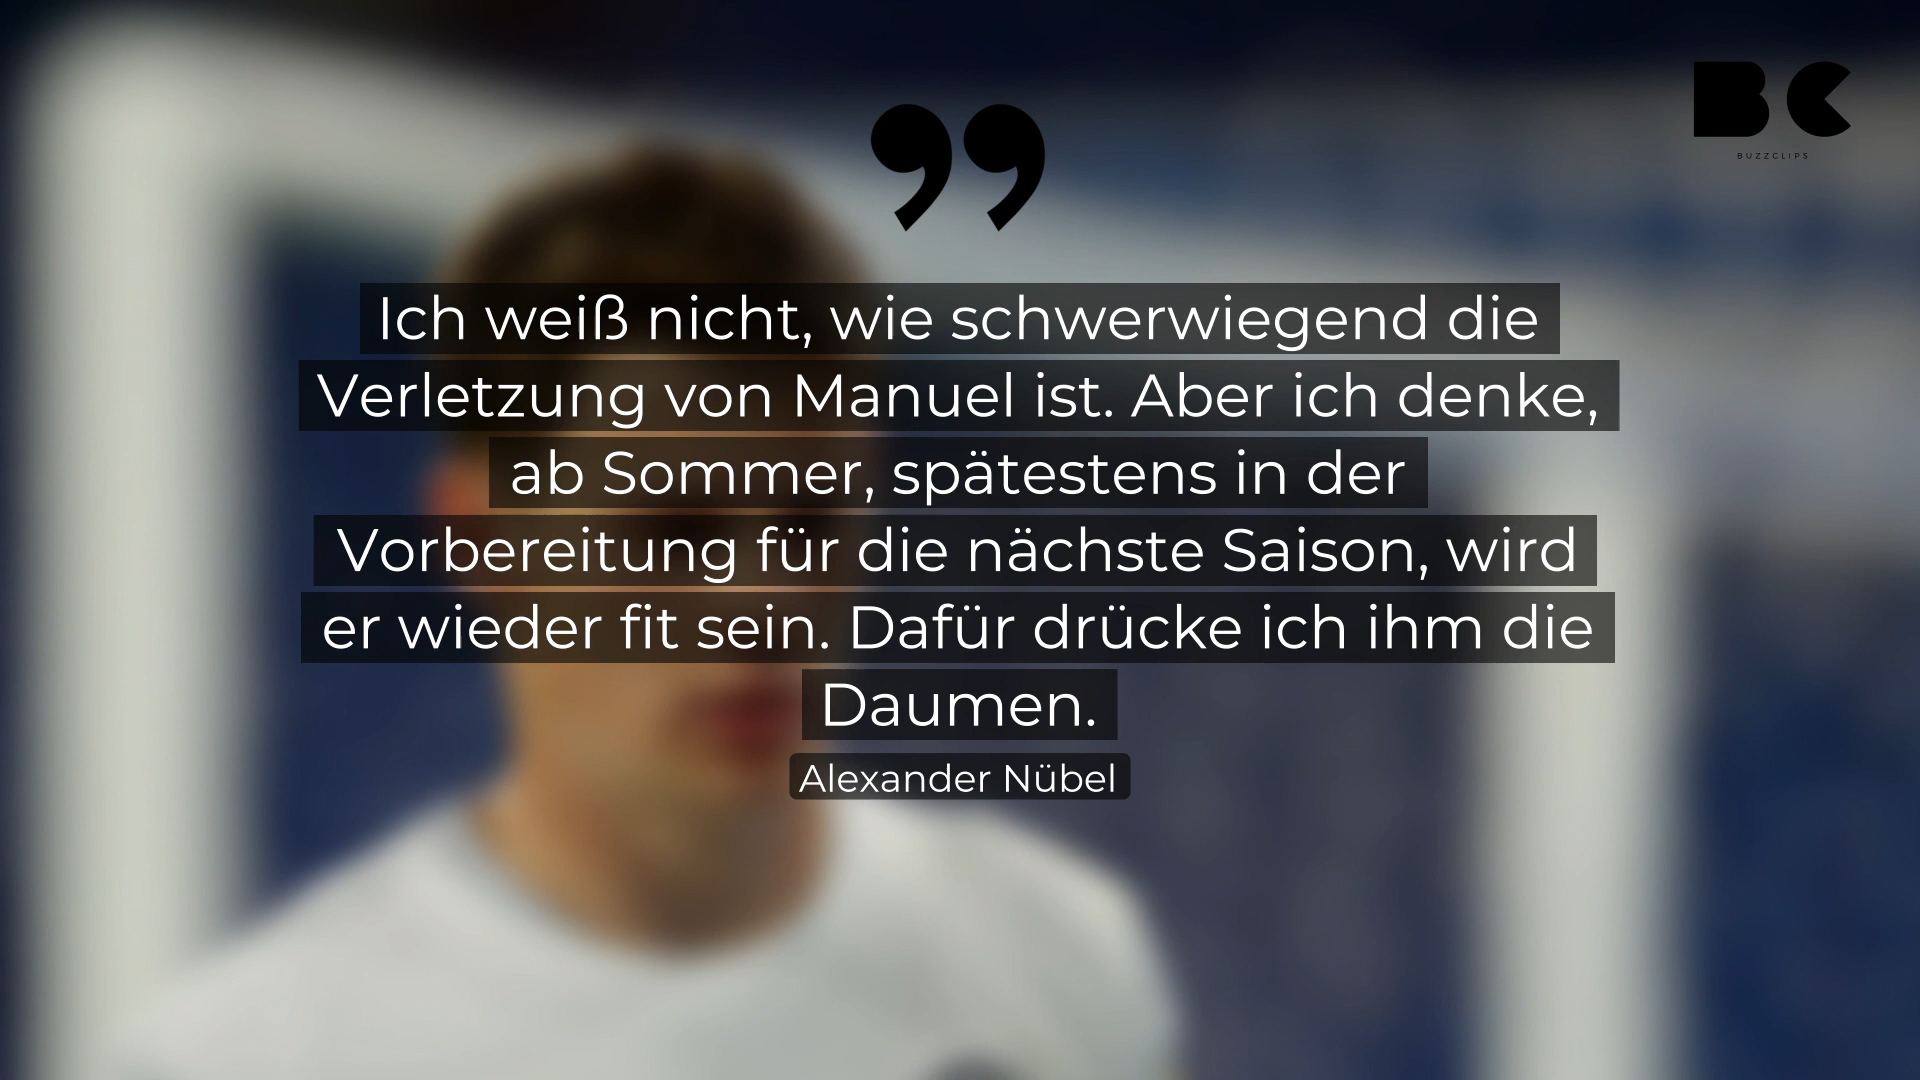 BC
BUZZCLIPS
”
Ich weiß nicht, wie schwerwiegend die
Verletzung von Manuel ist. Aber ich denke,
ab Sommer, spätestens in der
Vorbereitung für die nächste Saison, wird
er wieder fit sein. Dafür drücke ich ihm die
Daumen.
Alexander Nübel